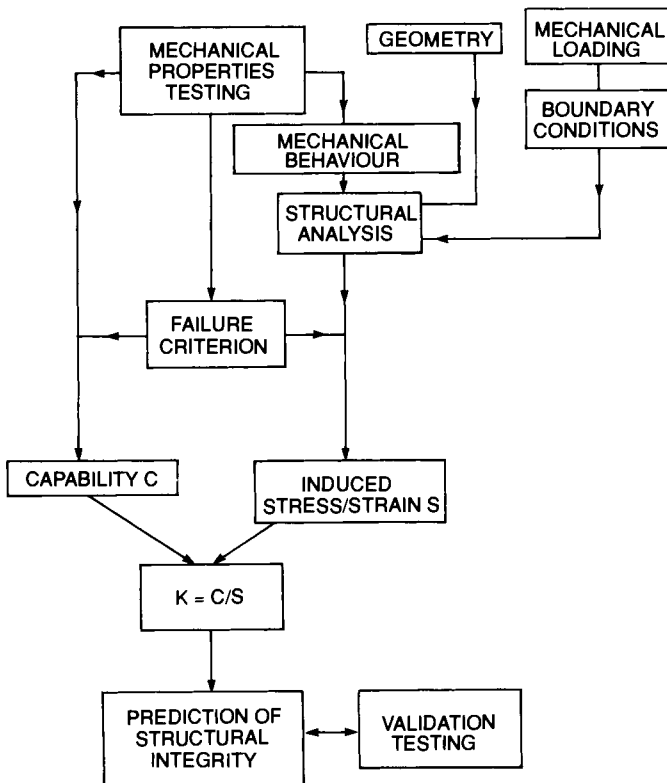 MECHANICAL
PROPERTIES
TESTING
GEOMETRY
MECHANICAL
LOADING
BOUNDARY
CONDITIONS
MECHANICAL
BEHAVIOUR
STRUCTURAL
ANALYSIS
FAILURE
CRITERION
CAPABILITY C
INDUCED
STRESS/STRAIN S
K = C/S
PREDICTION OF
STRUCTURAL
INTEGRITY
VALIDATION
TESTING